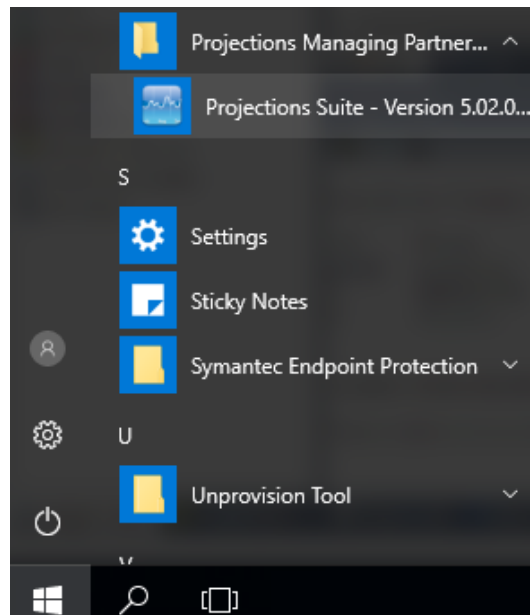 Projections Managing Partner...
Projections Suite - Version 5.02.0...
S
Settings
Sticky Notes
Symantec Endpoint Protection
U
Unprovision Tool
V